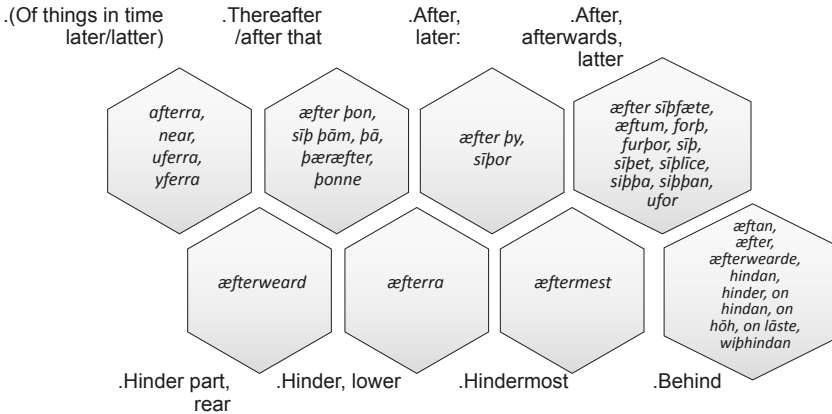 .(Of things in time
later/latter)
.Thereafter
/after that
.After,
later:
.After,
afterwards,
latter
afterra,
near,
uferra,
yferra
æfter þon,
sīþ þām, þā,
þæræfter,
þonne
æfter þy,
sīþor
æfter sīþfæte,
æftum, forþ,
furþor, sīþ,
sīþet, sīþlīce,
siþþa, siþþan,
ufor
æfterweard
æfterra
æftermest
æftan,
æfter,
æfterwearde,
hindan,
hinder, on
hindan, on
hōh, on lāste,
wiþhindan
.Hinder part,
rear
.Hinder, lower
.Hindermost
.Behind